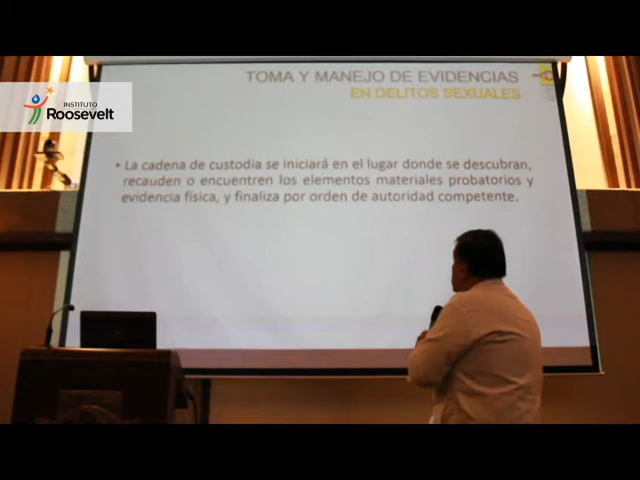 INSTITUTO
Roosevelt
TOMA Y MANEJO DE EVIDENCIAS
EN DELITOS SEXUALES
• La cadena de custodia se iniciará en el lugar donde se descubran,
recauden o encuentren los elementos materiales probatorios y
evidencia física, y finaliza por orden de autoridad competente.